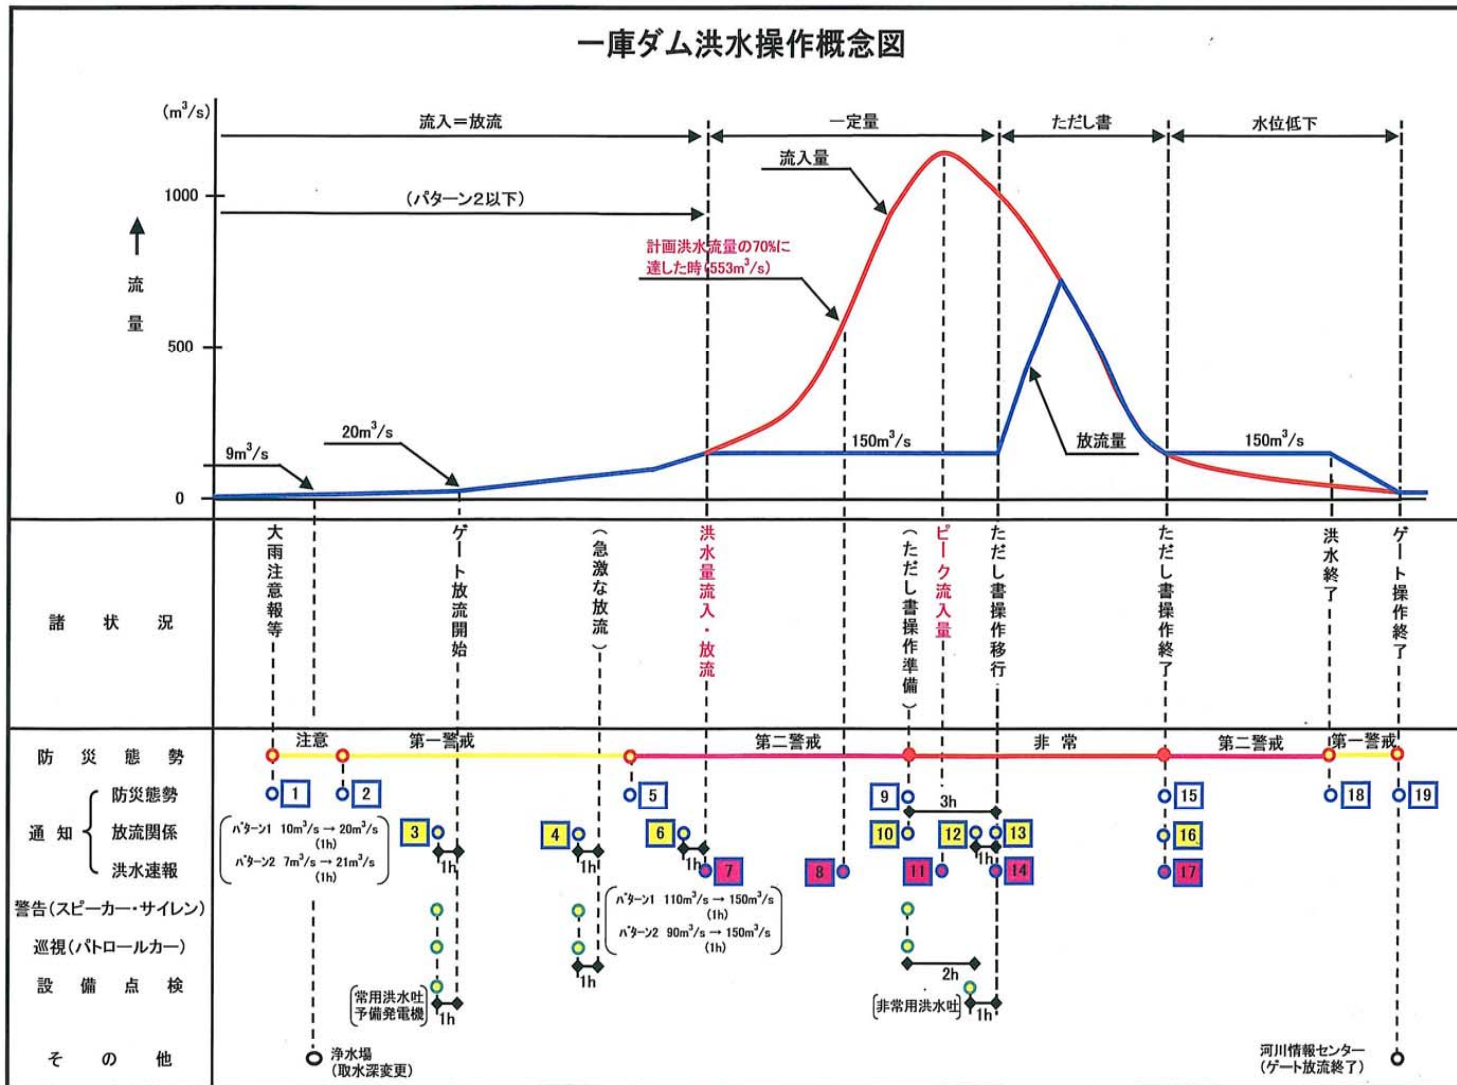 一庫ダム洪水操作概念図
(m³/s)
流入＝放流
一定量
ただし書
水位低下
流入量
1000
(パターン2以下)
計画洪水流量の70%に
達した時(553m³/s)
流
量
500
20m³/s
9m³/s
150m³/s
放流量
150m³/s
0
諸状況
大雨注意報等
ゲート放流開始
(急激な放流)
洪水量流入・放流
(ただし書操作準備)
ピーク流入量
ただし書操作移行
ただし書操作終了
洪水終了
ゲート操作終了
防災態勢
注意
第一警戒
第二警戒
非常
第二警戒
第一警戒
通知
防災態勢
1
2
5
9
3h
15
18
19
放流関係
パターン1 10m³/s→20m³/s
(1h)
パターン2 7m³/s→21m³/s
(1h)
3
1h
4
1h
6
1h
10
12
1h
13
16
洪水速報
7
8
11
14
17
警告(スピーカー・サイレン)
パターン1 110m³/s→150m³/s
(1h)
パターン2 90m³/s→150m³/s
(1h)
巡視(パトロールカー)
1h
2h
設備点検
常用洪水吐
予備発電機
1h
非常用洪水吐
1h
その他
浄水場
(取水深変更)
河川情報センター
(ゲート放流終了)